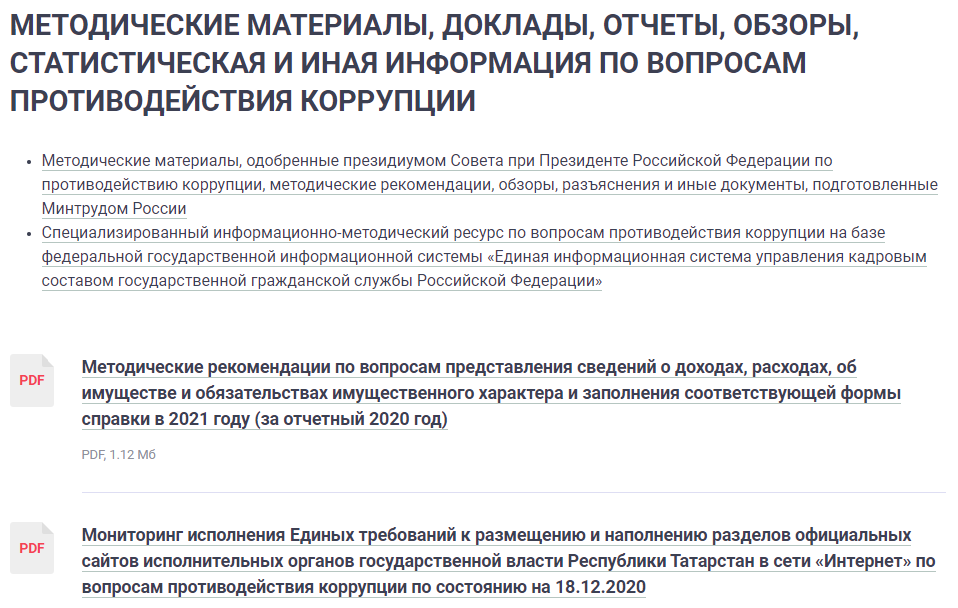 МЕТОДИЧЕСКИЕ МАТЕРИАЛЫ, ДОКЛАДЫ, ОТЧЕТЫ, ОБЗОРЫ,
СТАТИСТИЧЕСКАЯ И ИНАЯ ИНФОРМАЦИЯ ПО ВОПРОСАМ
ПРОТИВОДЕЙСТВИЯ КОРРУПЦИИ
• Методические материалы, одобренные президиумом Совета при Президенте Российской Федерации по
противодействию коррупции, методические рекомендации, обзоры, разъяснения и иные документы, подготовленные
Минтрудом России
• Специализированный информационно-методический ресурс по вопросам противодействия коррупции на базе
федеральной государственной информационной системы «Единая информационная система управления кадровым
составом государственной гражданской службы Российской Федерации»
PDF
Методические рекомендации по вопросам представления сведений о доходах, расходах, об
имуществе и обязательствах имущественного характера и заполнения соответствующей формы
справки в 2021 году (за отчетный 2020 год)
PDF, 1.12 Мб
PDF
Мониторинг исполнения Единых требований к размещению и наполнению разделов официальных
сайтов исполнительных органов государственной власти Республики Татарстан в сети «Интернет» по
вопросам противодействия коррупции по состоянию на 18.12.2020